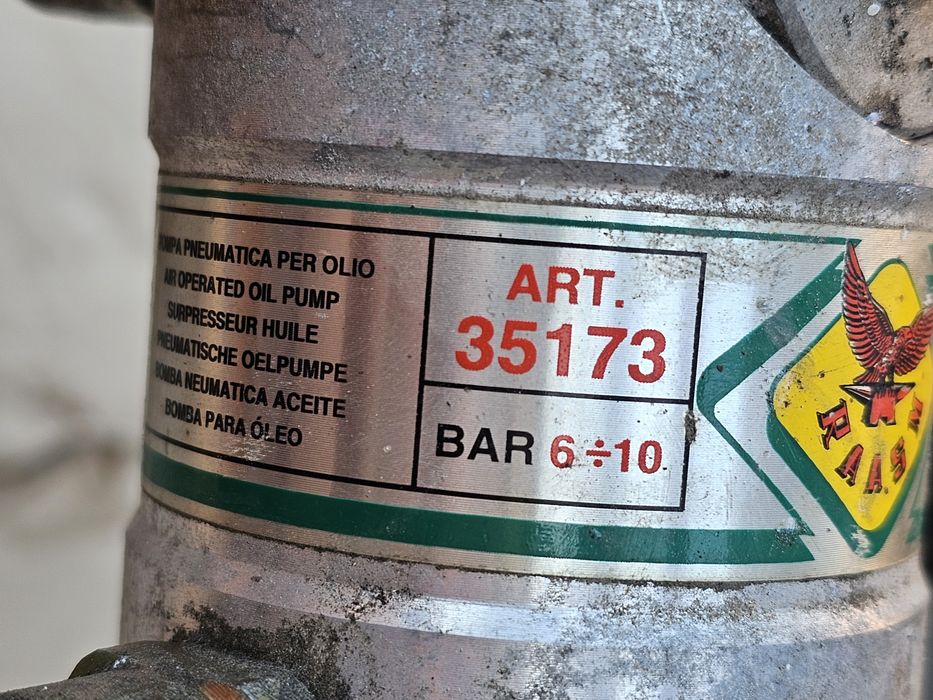 POMPA PNEUMATICA PER OLIO
AIR OPERATED OIL PUMP
SURPRESSEUR HUILE
PNEUMATISCHE OELPUMPE
BOMBA NEUMATICA ACEITE
BOMBA PARA ÓLEO
ART.
35173
BAR 6 ÷10
RAASM